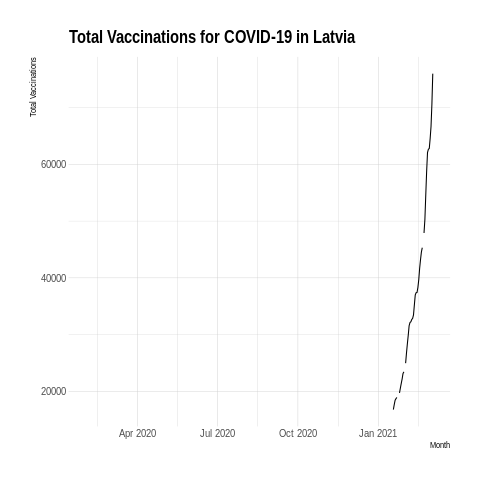 Total Vaccinations for COVID-19 in Latvia
Total Vaccinations
60000
40000
20000
Apr 2020 Jul 2020 Oct 2020 Jan 2021
Month